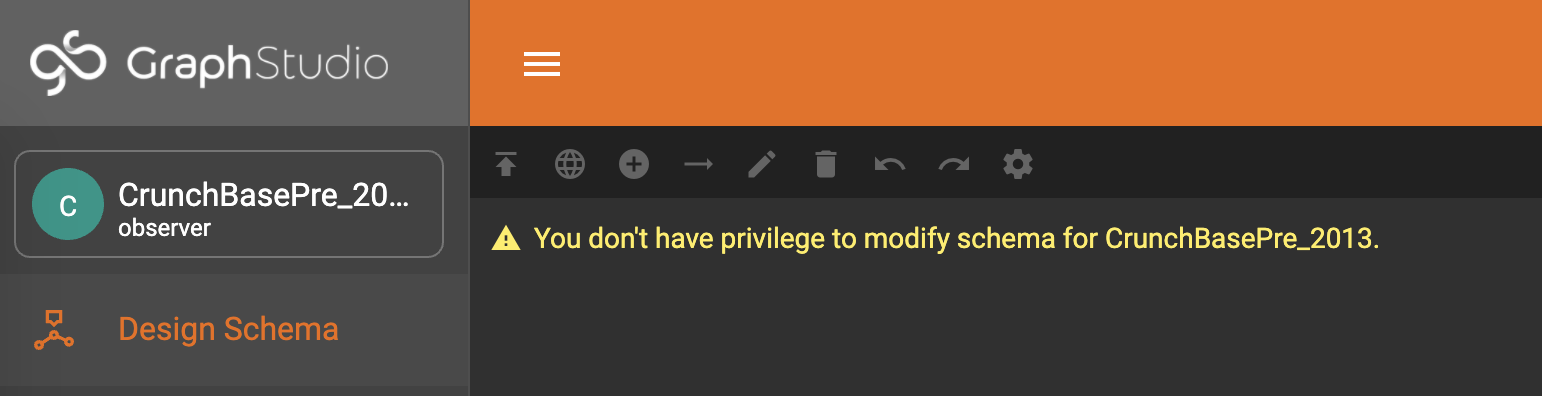 GraphStudio
C
CrunchBasePre_20...
observer
You don't have privilege to modify schema for CrunchBasePre_2013.
Design Schema